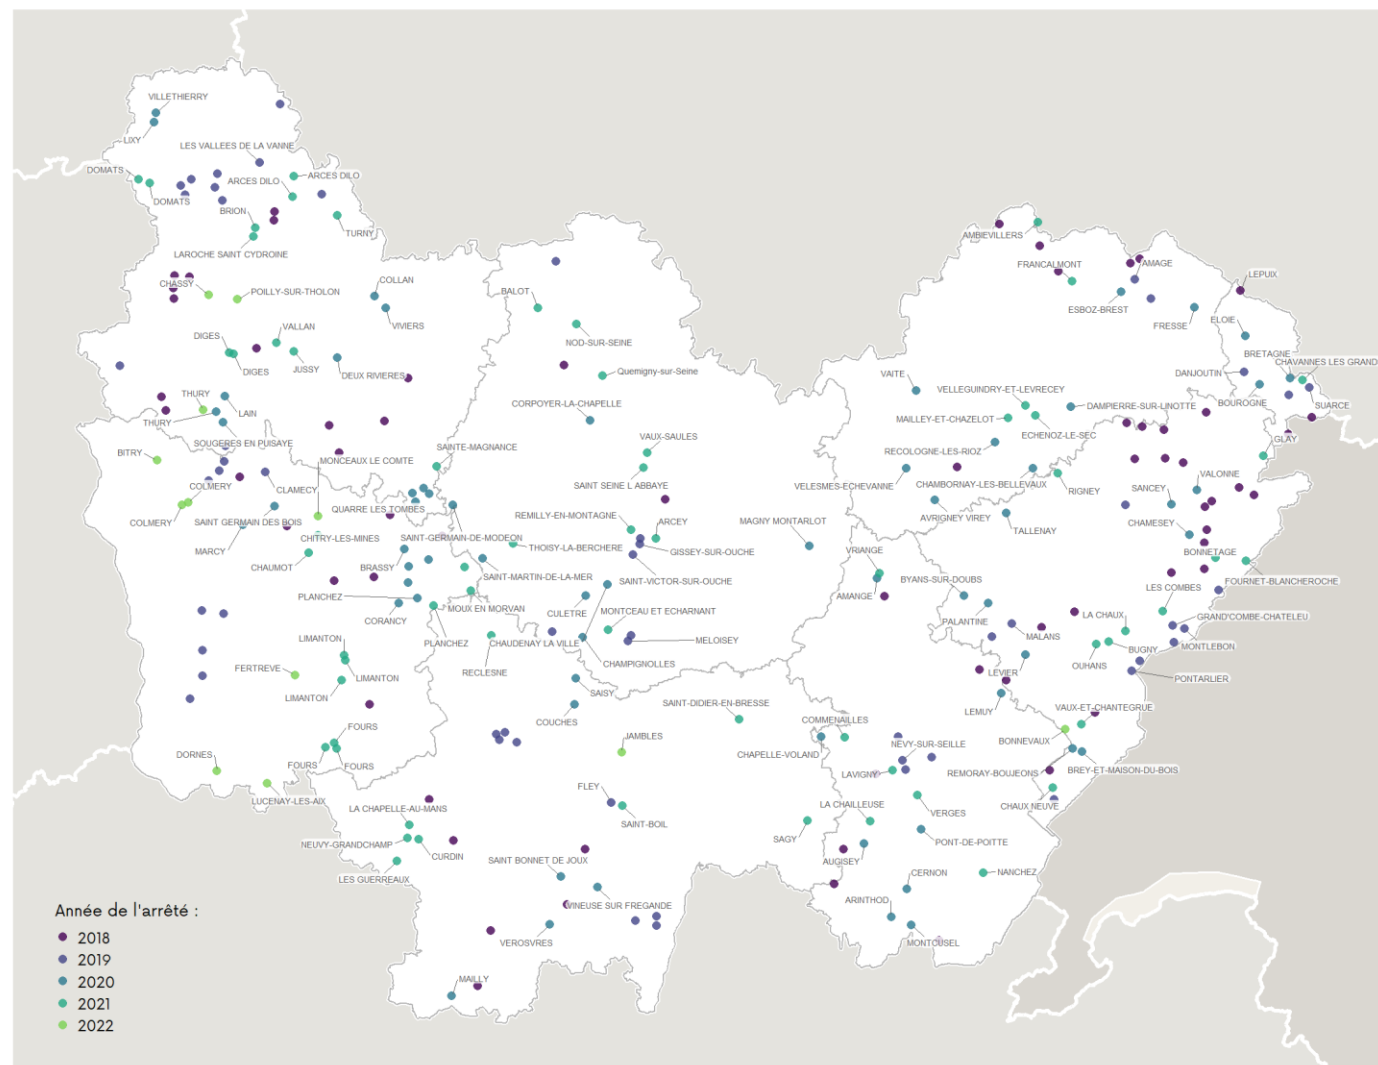 VILLETHIERRY
LIXY
LES VALLEES DE LA VANNE
DOMATS
ARCES DILO
ARCES DILO
DOMATS
BRION
TURNY
LAROCHE SAINT CYDROINE
AMBIEVILLERS
FRANCALMONT
AMAGE
LEPUIX
CHASSY
POILLY-SUR-THOLON
COLLAN
BALOT
ESBOZ-BREST
VIVIERS
FRESSE
ELOIE
DIGES
VALLAN
NOD-SUR-SEINE
BRETAGNE
CHAVANNES LES GRAND
DIGES
JUSSY
DEUX RIVIERES
Quemigny-sur-Seine
VAITE
DANJOUTIN
THURY
VELLEGUINDRY-ET-LEVRECEY
BOUROGNE
SUARCE
LAIN
CORPOYER-LA-CHAPELLE
DAMPIERRE-SUR-LINOTTE
THURY
MAILLEY-ET-CHAZELOT
SOUGERES EN PUISAYE
SAINTE-MAGNANCE
VAUX-SAULES
ECHENOZ-LE-SEC
GLAY
BITRY
MONCEAUX LE COMTE
RECOLOGNE-LES-RIOZ
VALONNE
COLMERY
CLAMECY
SAINT SEINE L ABBAYE
VELESMES-ECHEVANNE
CHAMBORNAY-LES-BELLEVAUX
RIGNEY
SANCEY
QUARRE LES TOMBES
COLMERY
SAINT GERMAIN DES BOIS
REMILLY-EN-MONTAGNE
ARCEY
MAGNY MONTARLOT
AVRIGNEY VIREY
TALLENAY
CHAMESEY
MARCY
CHITRY-LES-MINES
SAINT-GERMAIN-DE-MODEON
THOISY-LA-BERCHERE
GISSEY-SUR-OUCHE
VRIANGE
BONNETAGE
CHAUMOT
BRASSY
SAINT-MARTIN-DE-LA-MER
SAINT-VICTOR-SUR-OUCHE
BYANS-SUR-DOUBS
FOURNET-BLANCHEROCHE
PLANCHEZ
CULETRE
AMANGE
LES COMBES
MOUX EN MORVAN
MONTCEAU ET ECHARNANT
CORANCY
PALANTINE
LA CHAUX
GRAND'COMBE-CHATELEU
LIMANTON
PLANCHEZ
CHAUDENAY LA VILLE
MELOISEY
MALANS
BUGNY
MONTLEBON
CHAMPIGNOLLES
OUHANS
FERTREVE
LIMANTON
RECLESNE
LEVIER
PONTARLIER
LIMANTON
SAISY
SAINT-DIDIER-EN-BRESSE
LEMUY
VAUX-ET-CHANTEGRUE
COUCHES
COMMENAILLES
FOURS
JAMBLES
BONNEVAUX
DORNES
CHAPELLE-VOLAND
NEVY-SUR-SEILLE
FOURS
FOURS
LAVIGNY
REMORAY-BOUJEONS
BREY-ET-MAISON-DU-BOIS
LUCENAY-LES-AIX
FLEY
LA CHAPELLE-AU-MANS
LA CHAILLEUSE
CHAUX NEUVE
VERGES
SAINT-BOIL
NEUVY-GRANDCHAMP
SAGY
PONT-DE-POITTE
CURDIN
SAINT BONNET DE JOUX
AUGISEY
LES GUERREAUX
CERNON
NANCHEZ
VINEUSE SUR FREGANDE
ARINTHOD
VEROSVRES
MONTCUSEL
MAILLY
Année de l'arrêté :
2018
2019
2020
2021
2022